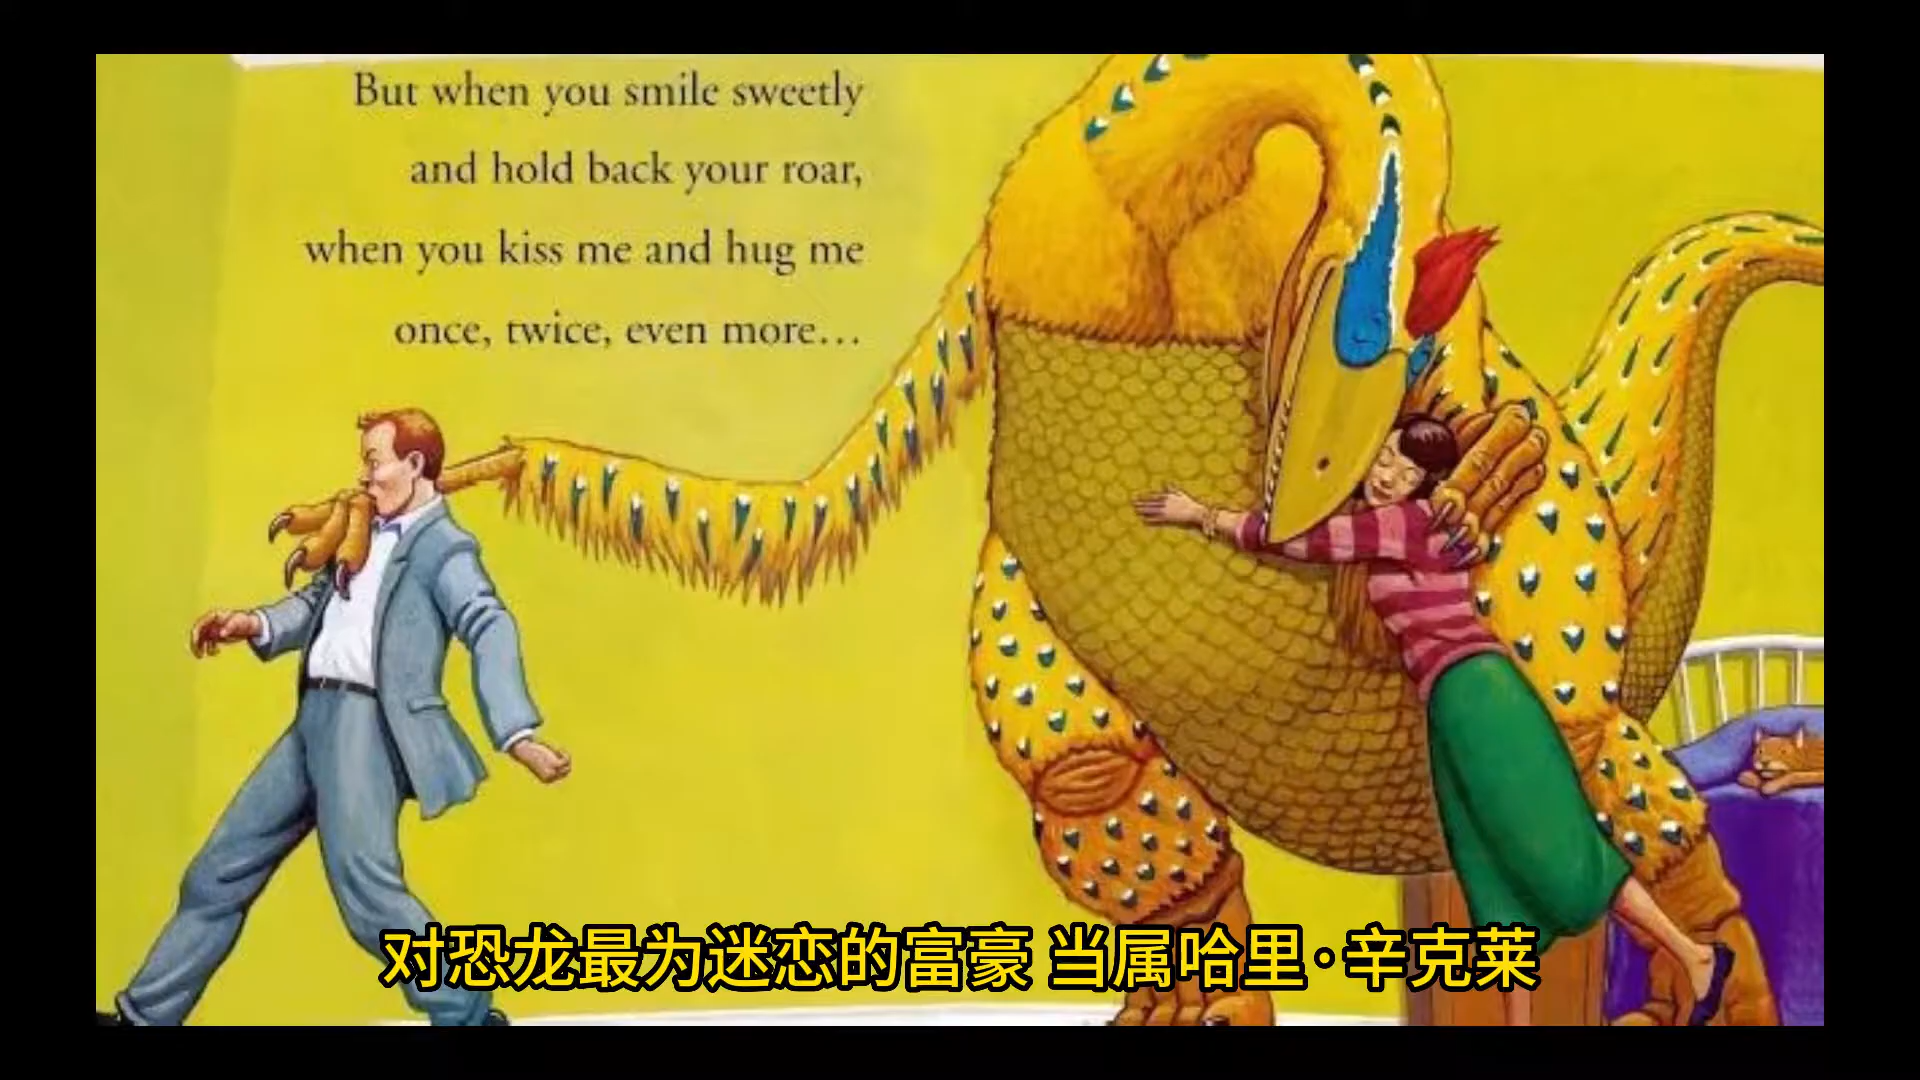 But when you smile sweetly
and hold back your roar,
when you kiss me and hug me
once, twice, even more…
对恐龙最为迷恋的富豪 当属哈里·辛克莱